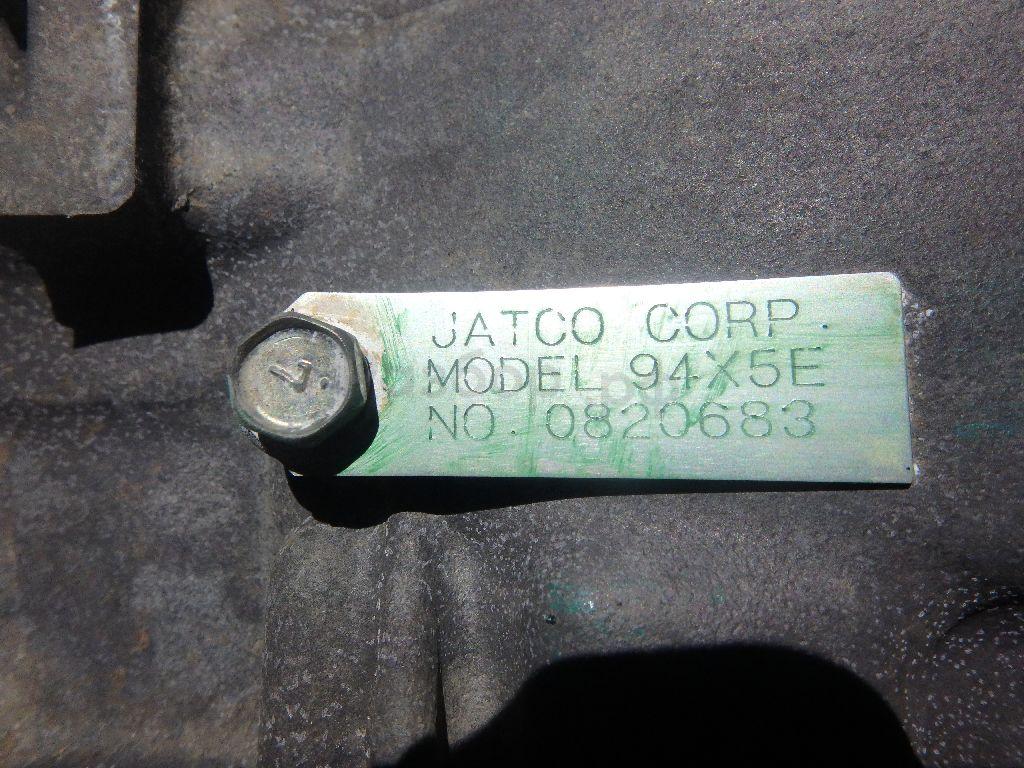 JATCO CORP.
MODEL 94X5E
NO. 0820683